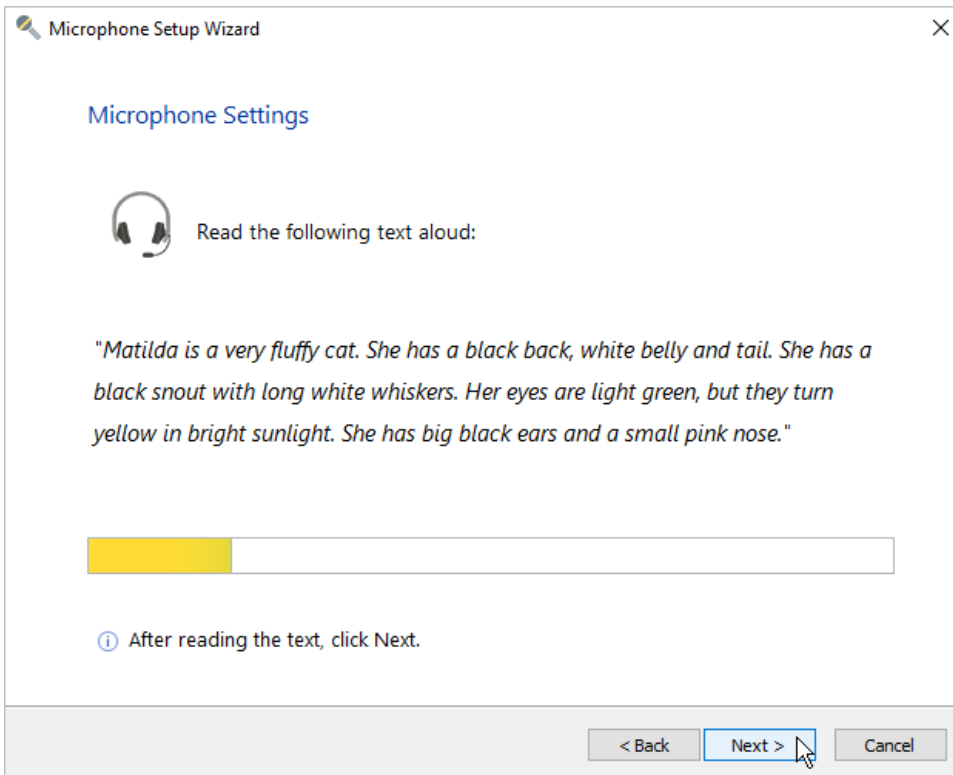 Microphone Setup Wizard
Microphone Settings
Read the following text aloud:
"Matilda is a very fluffy cat. She has a black back, white belly and tail. She has a
black snout with long white whiskers. Her eyes are light green, but they turn
yellow in bright sunlight. She has big black ears and a small pink nose."
After reading the text, click Next.
< Back Next > Cancel